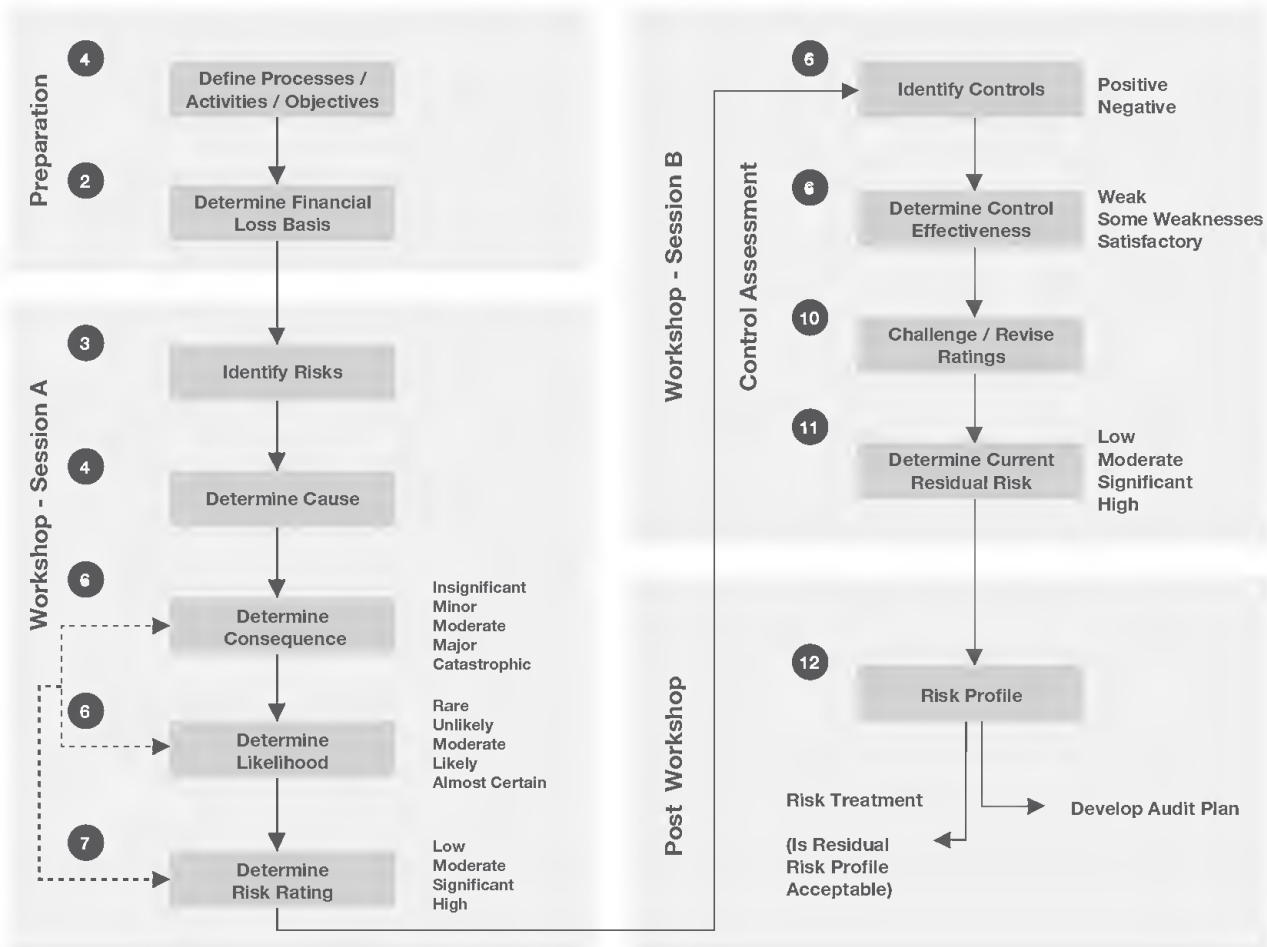 Preparation
4
Define Processes /
Activities / Objectives
2
Determine Financial
Loss Basis
Workshop - Session A
3
Identify Risks
4
Determine Cause
6
Determine
Consequence
Insignificant
Minor
Moderate
Major
Catastrophic
6
Determine
Likelihood
Rare
Unlikely
Moderate
Likely
Almost Certain
7
Determine
Risk Rating
Low
Moderate
Significant
High
Workshop - Session B
Control Assessment
6
Identify Controls
Positive
Negative
6
Determine Control
Effectiveness
Weak
Some Weaknesses
Satisfactory
10
Challenge / Revise
Ratings
11
Determine Current
Residual Risk
Low
Moderate
Significant
High
Post Workshop
12
Risk Profile
Risk Treatment
(Is Residual
Risk Profile
Acceptable)
Develop Audit Plan